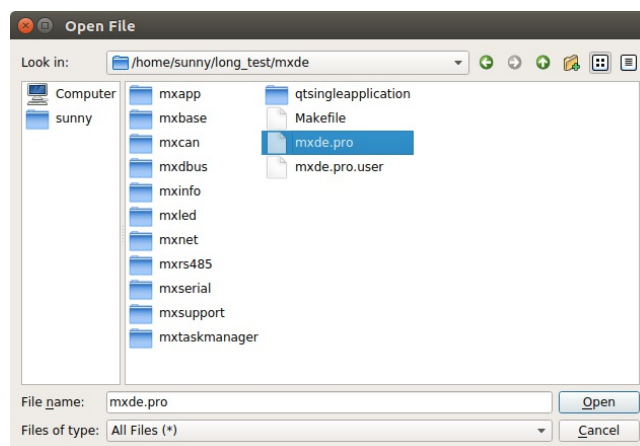 Open File
Look in: /home/sunny/long_test/mxde
Computer
sunny
mxapp
mxbase
mxcan
mxdbus
mxinfo
mxled
mxnet
mxrs485
mxserial
mxsupport
mxtaskmanager
qtsingleapplication
Makefile
mxde.pro
mxde.pro.user
File name: mxde.pro Open
Files of type: All Files (*) Cancel